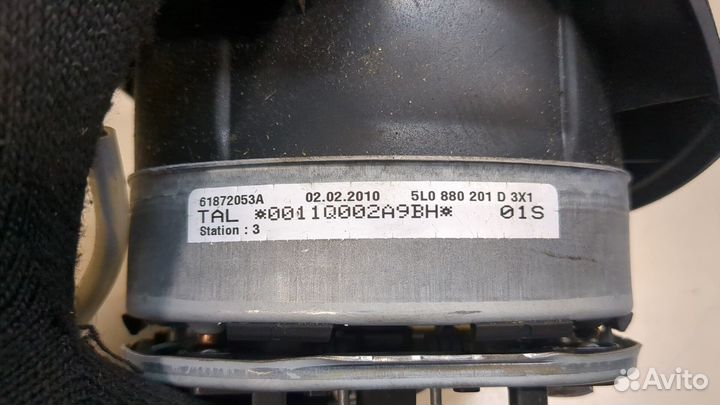 61872053A 02.02.2010 5L0 880 201 D 3X1
TAL *0011Q002A9BH* 01S
Station : 3
Avito